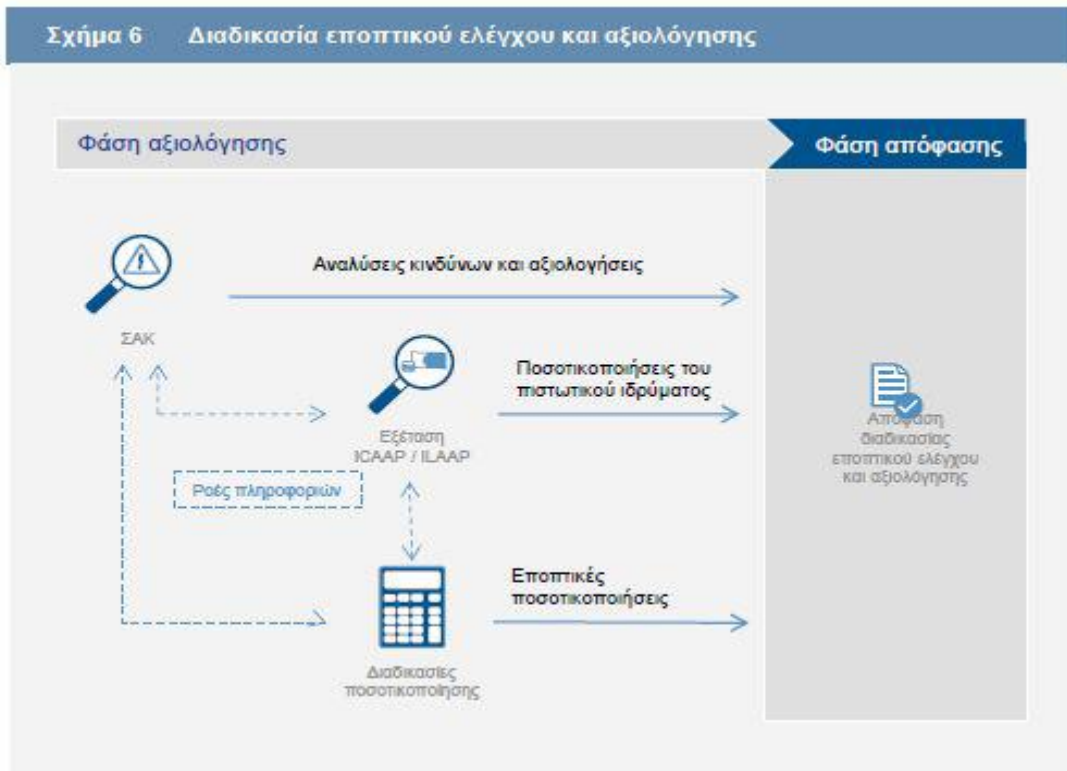 Σχήμα 6 Διαδικασία εποπτικού ελέγχου και αξιολόγησης
Φάση αξιολόγησης
Φάση απόφασης
Αναλύσεις κινδύνων και αξιολογήσεις
ΣΑΚ
Ποσοτικοποιήσεις του
πιστωτικού ιδρύματος
Εξέταση
ICAAP / ILAAP
Ροές πληροφοριών
Απόφαση
διαδικασίας
εποπτικού ελέγχου
και αξιολόγησης
Εποπτικές
ποσοτικοποιήσεις
Διαδικασίες
ποσοτικοποίησης